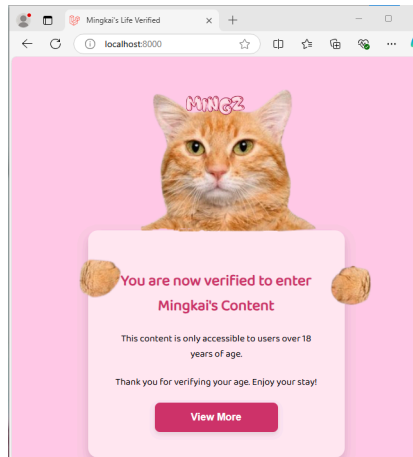 Mingkai's Life Verified
localhost:8000
MINGZ
You are now verified to enter
Mingkai's Content
This content is only accessible to users over 18
years of age.
Thank you for verifying your age. Enjoy your stay!
View More